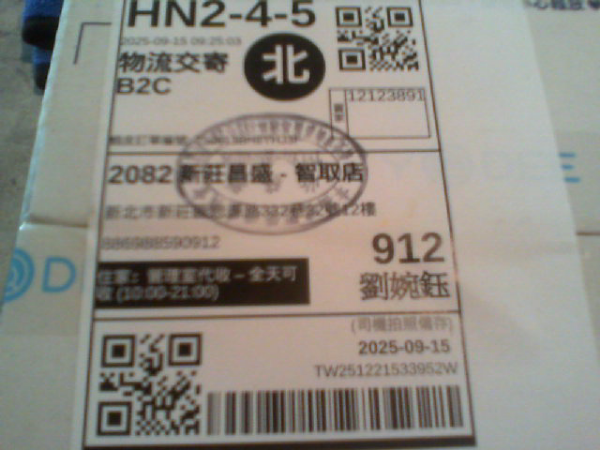 HN2-4-5
2025-09-15 09:25:03
物流交寄
B2C
北
12123891
2082 新莊昌盛 - 智取店
886988590912
912
劉婉鈺
住家：管理室代收 – 全天可
收 (10:00-21:00)
(司機拍照備存)
2025-09-15
TW251221533952W